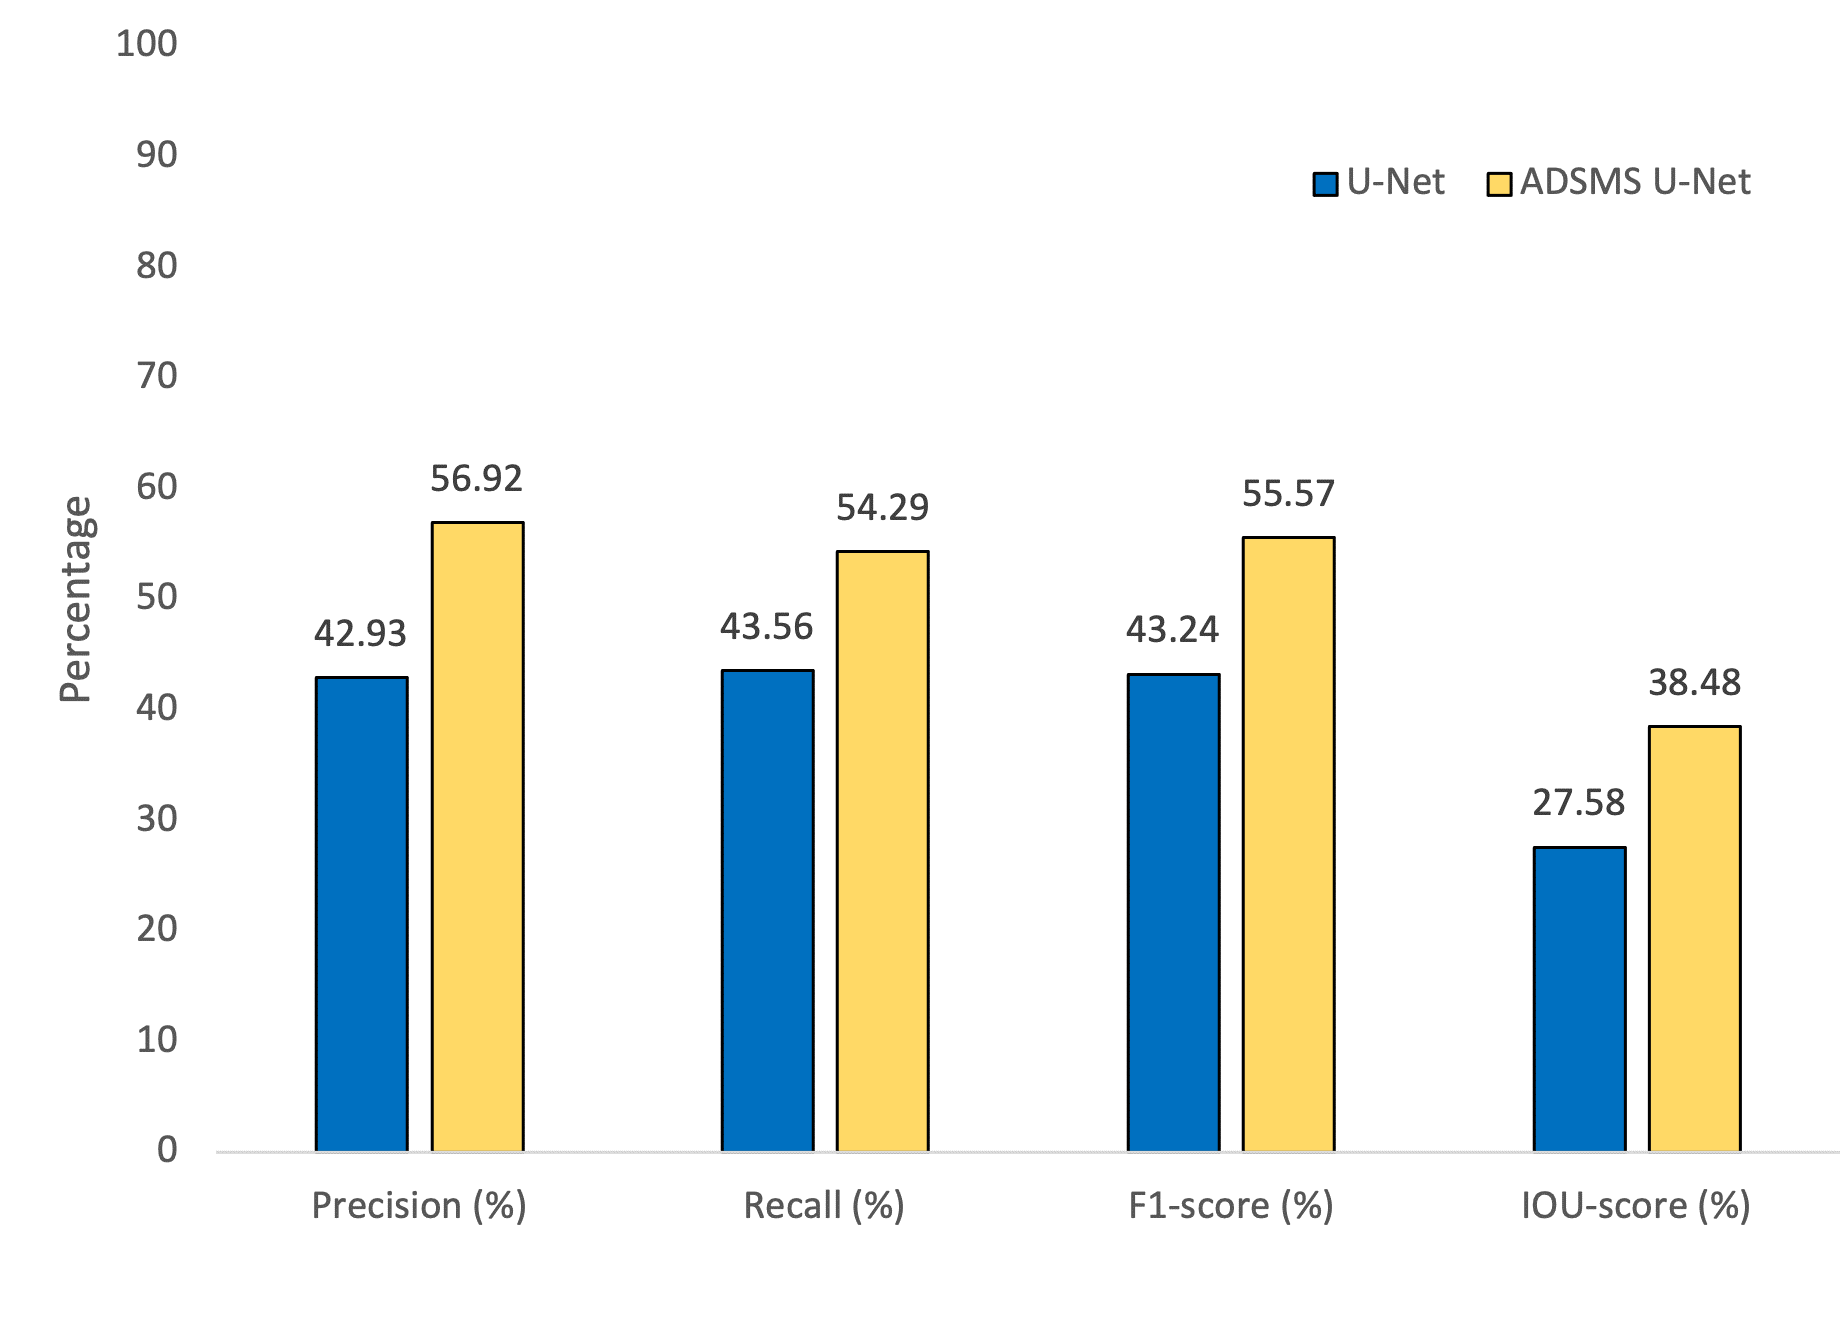 100
90
80
70
60
50
40
30
20
10
0
Percentage
U-Net
ADSMS U-Net
42.93
56.92
43.56
54.29
43.24
55.57
27.58
38.48
Precision (%)
Recall (%)
F1-score (%)
IOU-score (%)